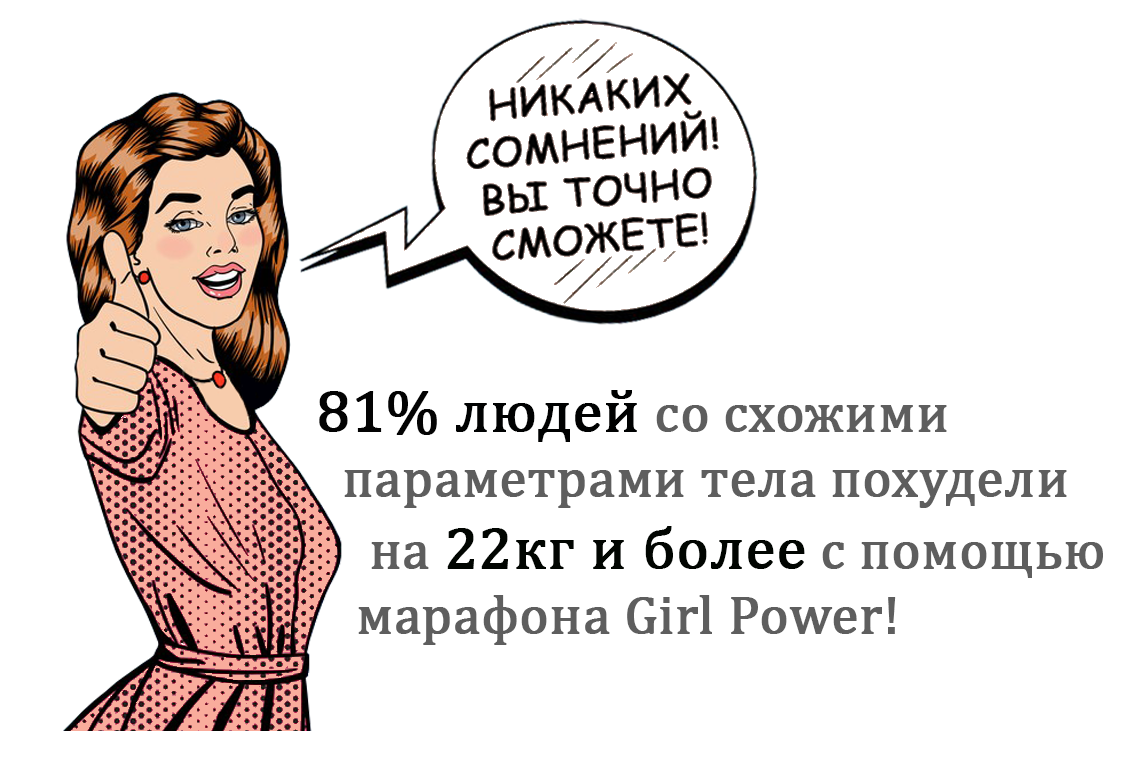 НИКАКИХ
СОМНЕНИЙ!
ВЫ ТОЧНО
СМОЖЕТЕ!
81% людей со схожими
параметрами тела похудели
на 22кг и более с помощью
марафона Girl Power!